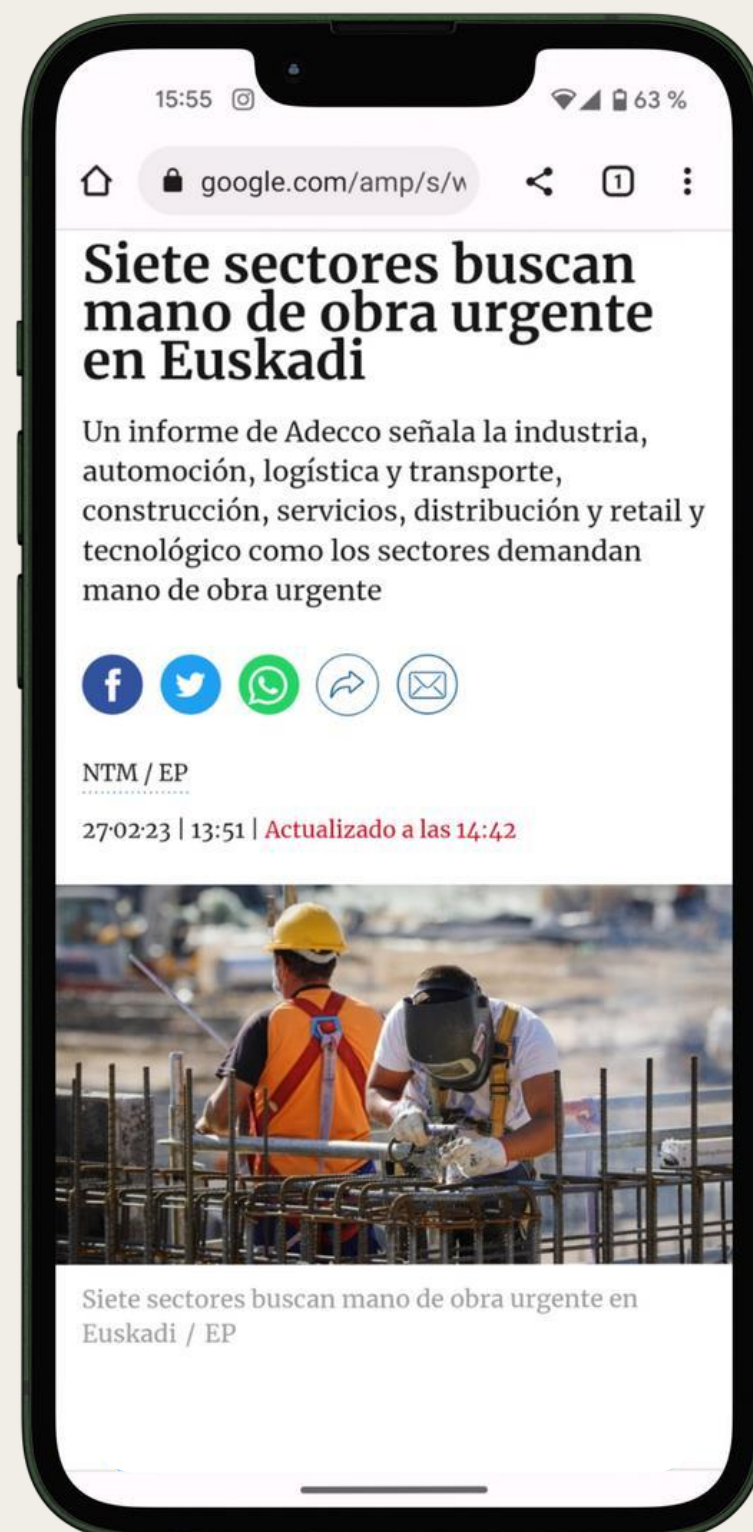 15:55
63 %
google.com/amp/s/w
1
Siete sectores buscan
mano de obra urgente
en Euskadi
Un informe de Adecco señala la industria,
automoción, logística y transporte,
construcción, servicios, distribución y retail y
tecnológico como los sectores demandan
mano de obra urgente
NTM / EP
27·02·23 | 13:51 | Actualizado a las 14:42
Siete sectores buscan mano de obra urgente en
Euskadi / EP